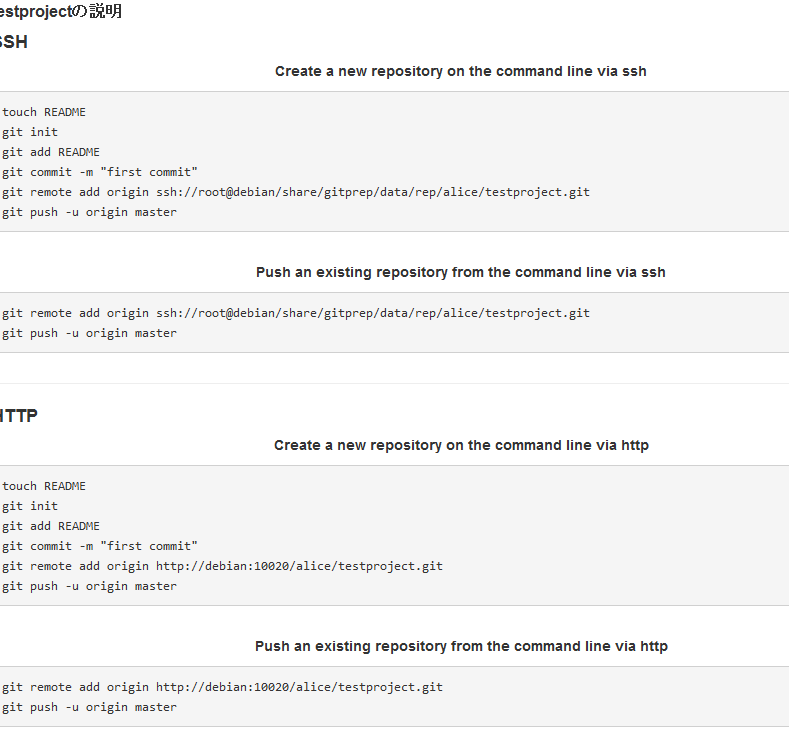 estprojectの説明
SSH
Create a new repository on the command line via ssh
touch README
git init
git add README
git commit -m "first commit"
git remote add origin ssh://root@debian/share/gitprep/data/rep/alice/testproject.git
git push -u origin master
Push an existing repository from the command line via ssh
git remote add origin ssh://root@debian/share/gitprep/data/rep/alice/testproject.git
git push -u origin master
HTTP
Create a new repository on the command line via http
touch README
git init
git add README
git commit -m "first commit"
git remote add origin http://debian:10020/alice/testproject.git
git push -u origin master
Push an existing repository from the command line via http
git remote add origin http://debian:10020/alice/testproject.git
git push -u origin master